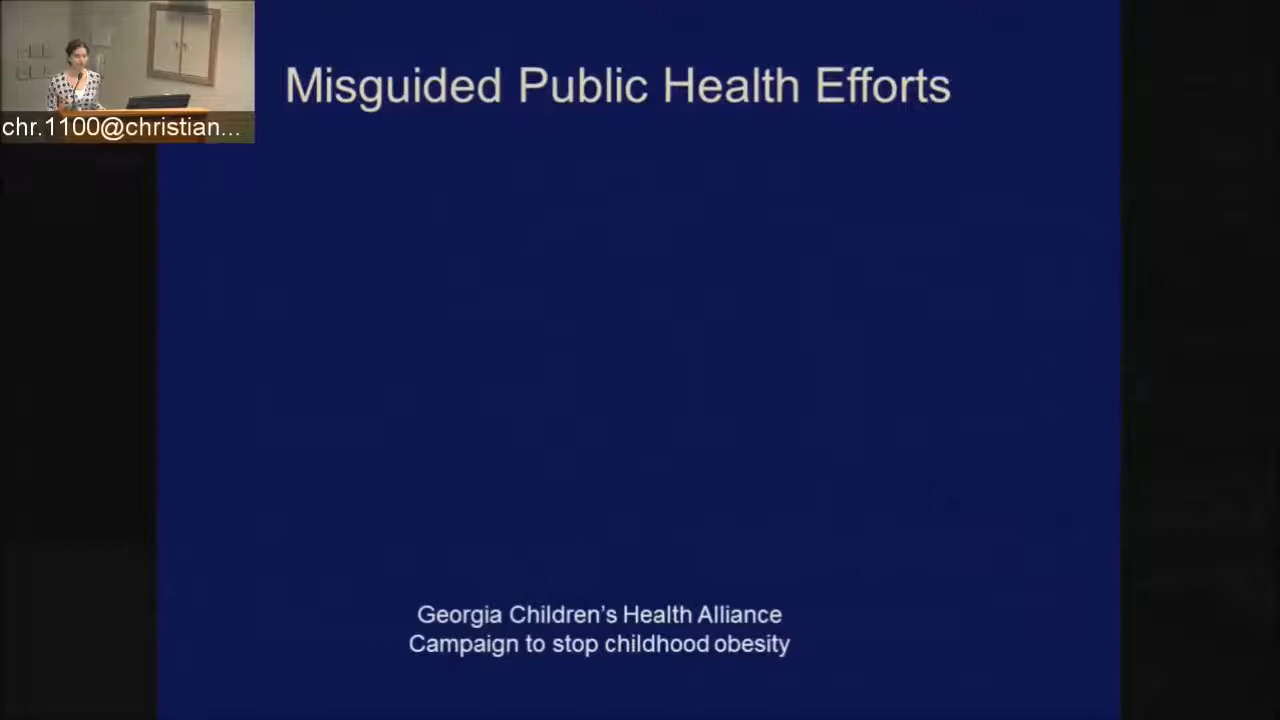 Misguided Public Health Efforts
chr.1100@christian...
Georgia Children's Health Alliance
Campaign to stop childhood obesity